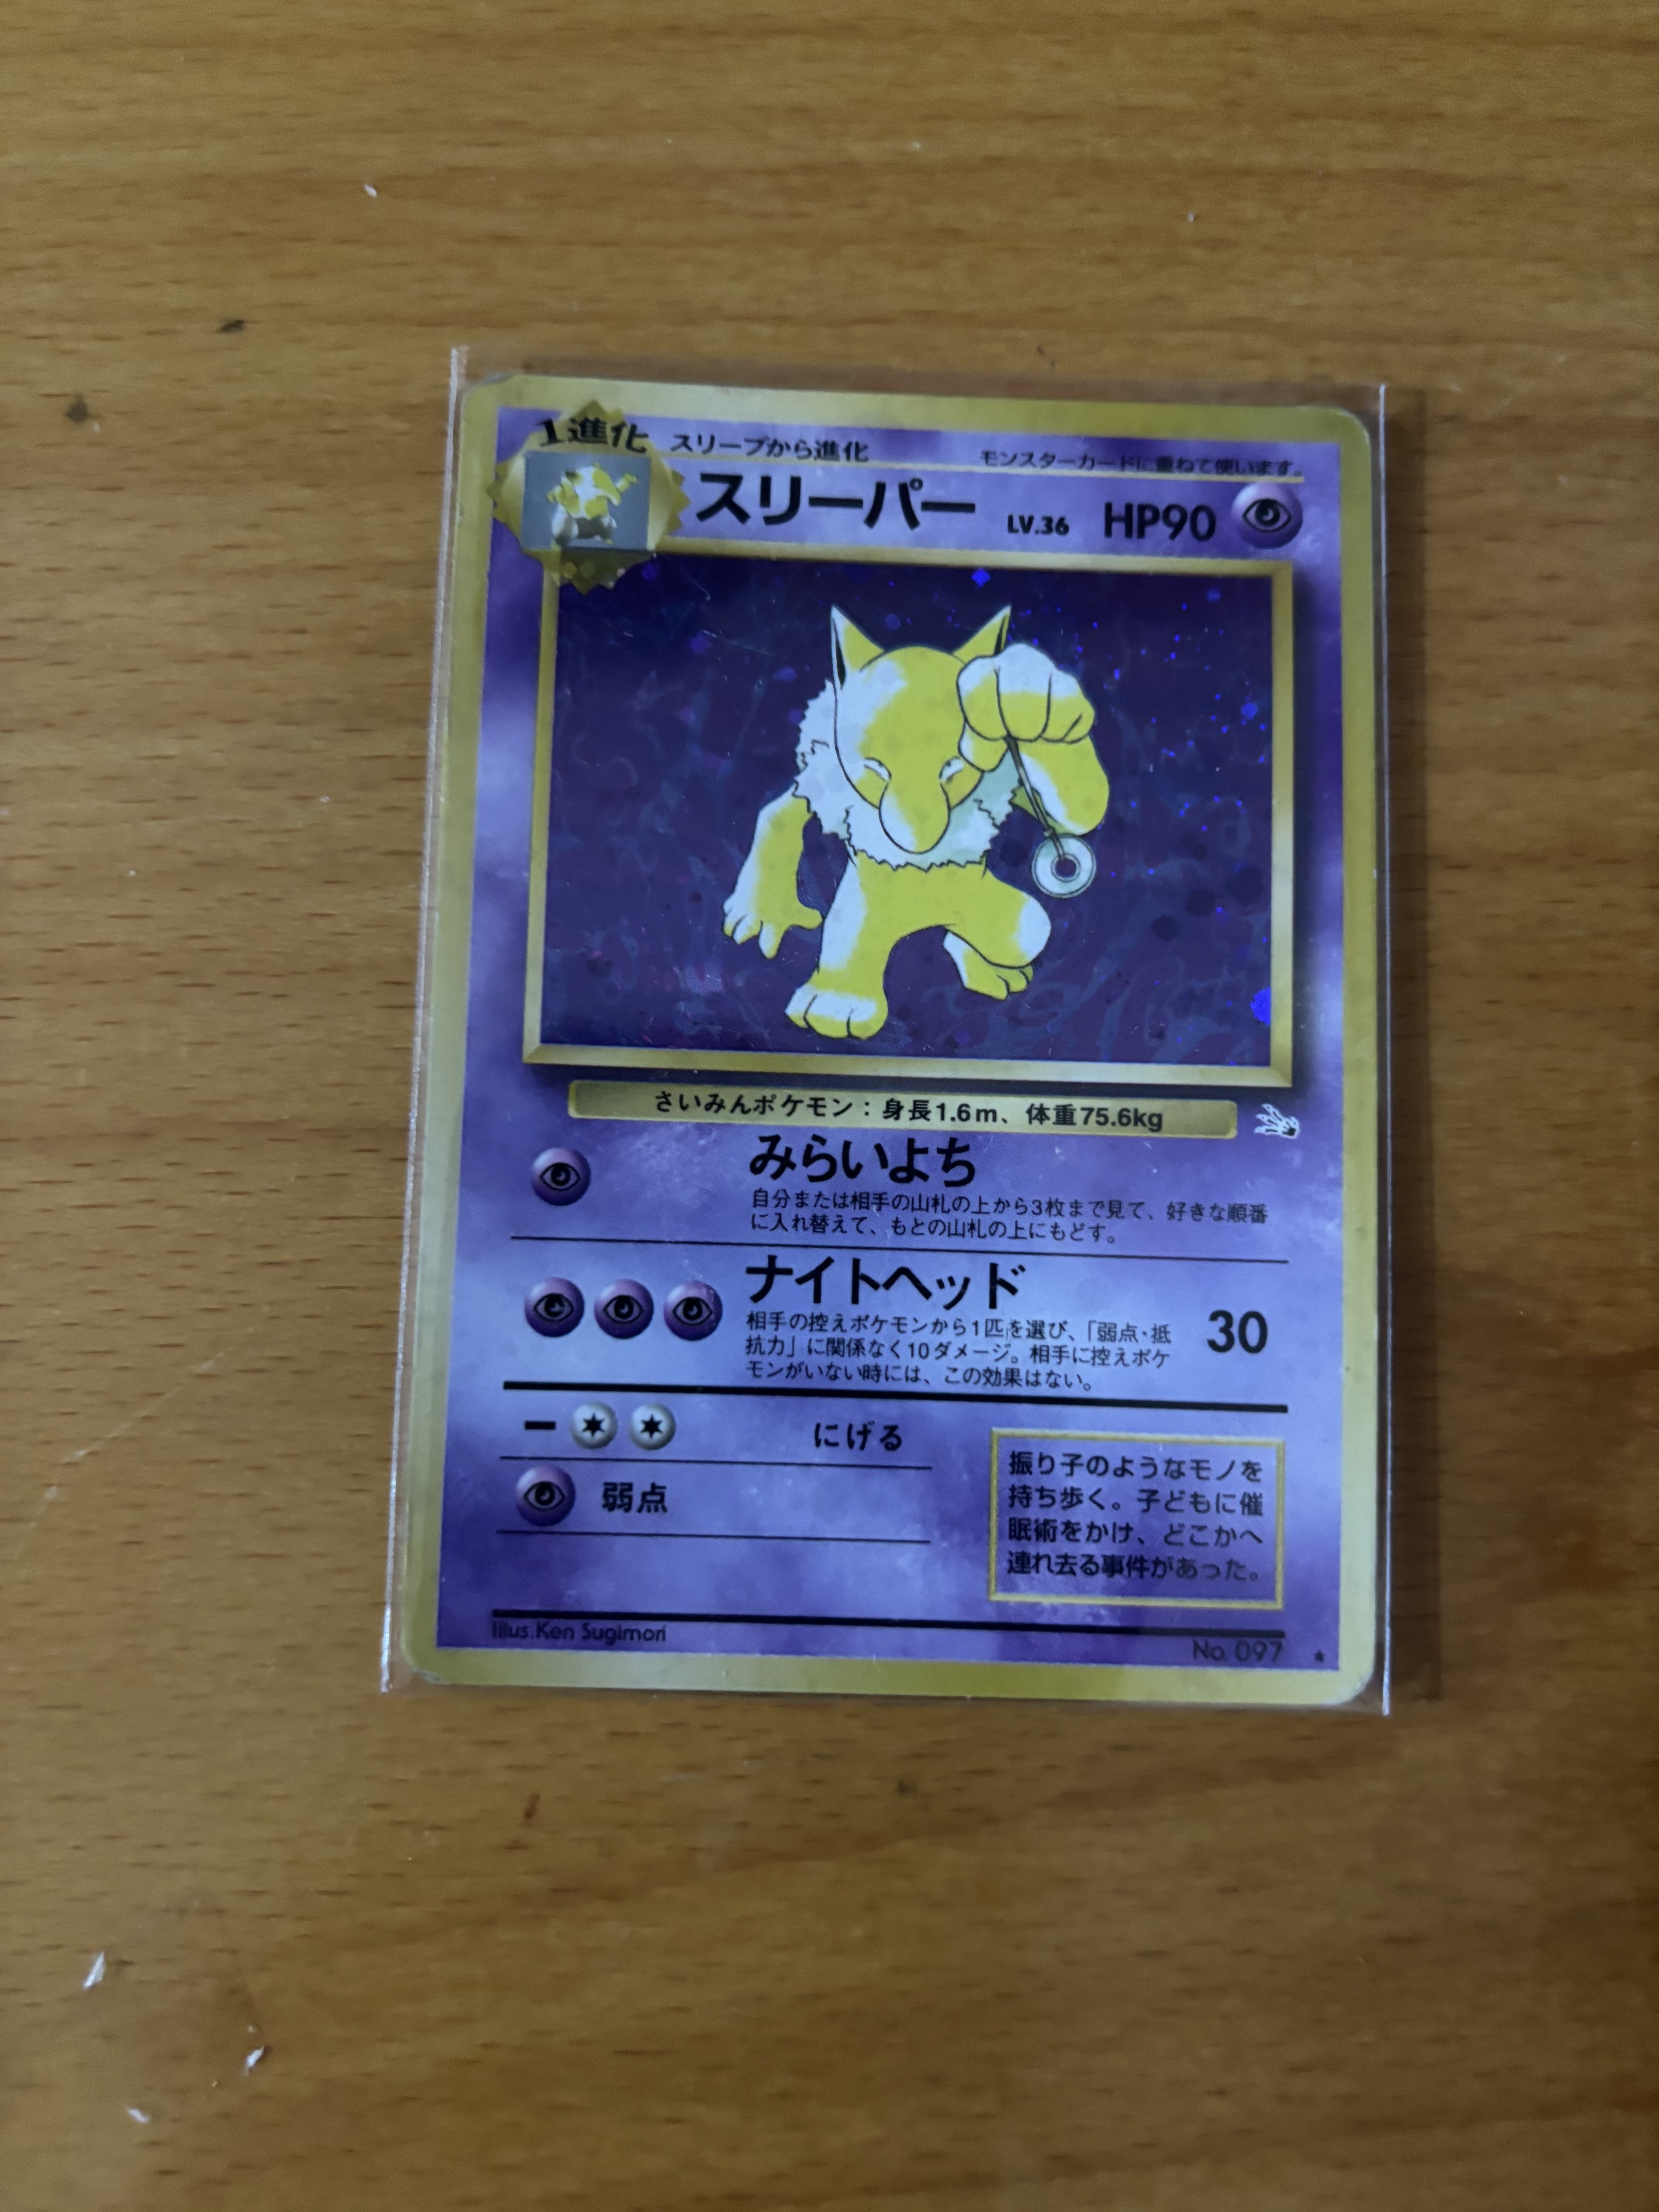 1進化 スリープから進化 モンスターカードに重ねて使います。
スリーパー LV.36 HP90
さいみんポケモン：身長1.6m、体重75.6kg
みらいよち
自分または相手の山札の上から3枚まで見て、好きな順番
に入れ替えて、もとの山札の上にもどす。
ナイトヘッド
相手の控えポケモンから1匹を選び、「弱点・抵
抗力」に関係なく10ダメージ。相手に控えポケ
モンがいない時には、この効果はない。
30
ー にげる
弱点
振り子のようなモノを
持ち歩く。子どもに催
眠術をかけ、どこかへ
連れ去る事件があった。
Illus.Ken Sugimori
No. 097 ★